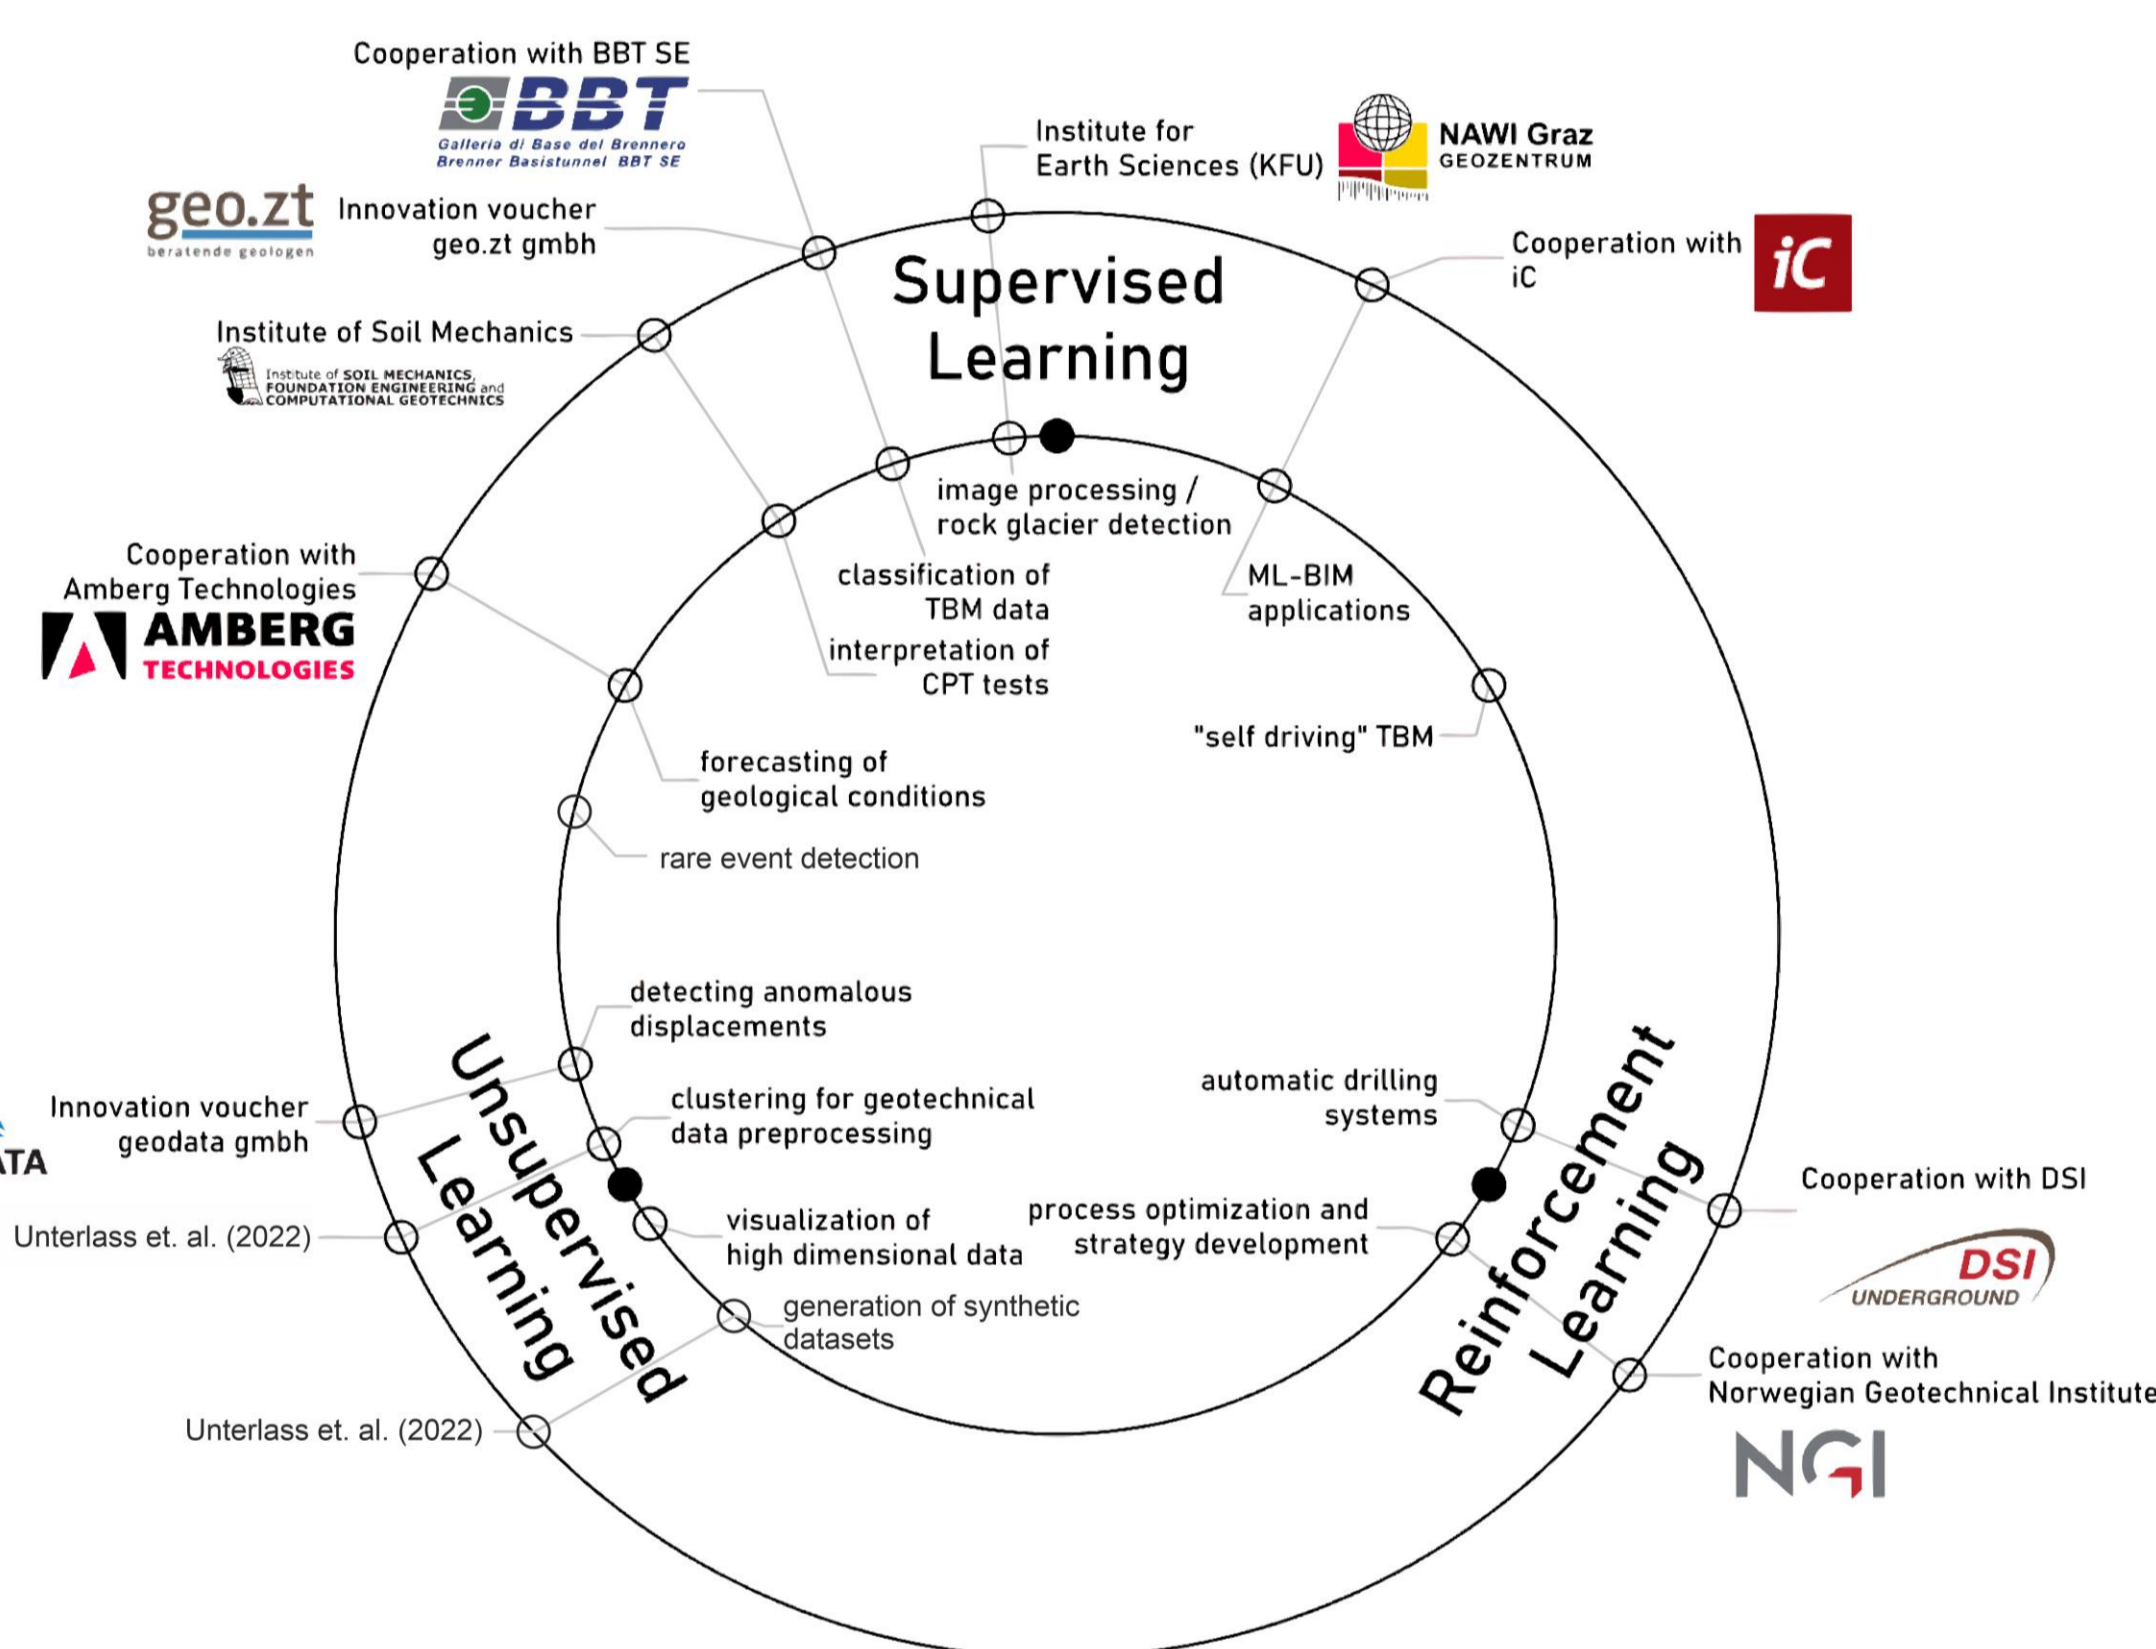 Cooperation with BBT SE
BBT
Galleria di Base del Brennero
Brenner Basistunnel BBT SE
Institute for
Earth Sciences (KFU)
NAWI Graz
GEOZENTRUM
geo.zt
beratende geologen
Innovation voucher
geo.zt gmbh
Cooperation with
iC
iC
Supervised
Learning
Institute of Soil Mechanics
Institute of SOIL MECHANICS,
FOUNDATION ENGINEERING and
COMPUTATIONAL GEOTECHNICS
image processing /
rock glacier detection
Cooperation with
Amberg Technologies
AMBERG
TECHNOLOGIES
classification of
TBM data
ML-BIM
applications
interpretation of
CPT tests
"self driving" TBM
forecasting of
geological conditions
rare event detection
detecting anomalous
displacements
Unsupervised
Learning
Reinforcement
Learning
automatic drilling
systems
clustering for geotechnical
data preprocessing
Innovation voucher
geodata gmbh
ATA
Cooperation with DSI
DSI
UNDERGROUND
Unterlass et. al. (2022)
visualization of
high dimensional data
process optimization and
strategy development
generation of synthetic
datasets
Cooperation with
Norwegian Geotechnical Institute
NGI
Unterlass et. al. (2022)